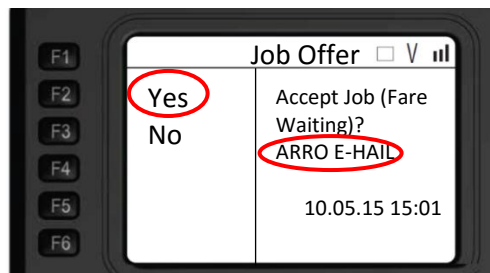 Job Offer V
F1
F2
F3
F4
F5
F6
Yes
No
Accept Job (Fare
Waiting)?
ARRO E-HAIL
10.05.15 15:01